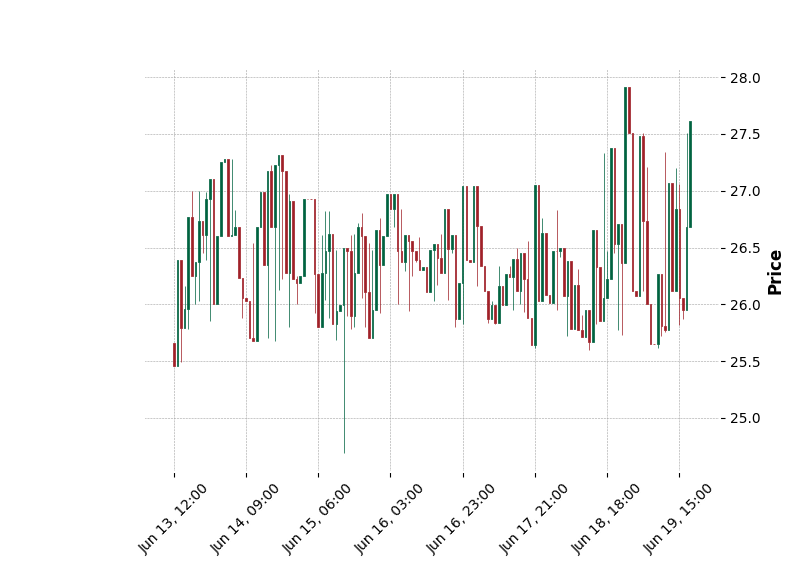 28.0
27.5
27.0
26.5
26.0
25.5
25.0
Price
Jun 13, 12:00
Jun 14, 09:00
Jun 15, 06:00
Jun 16, 03:00
Jun 16, 23:00
Jun 17, 21:00
Jun 18, 18:00
Jun 19, 15:00